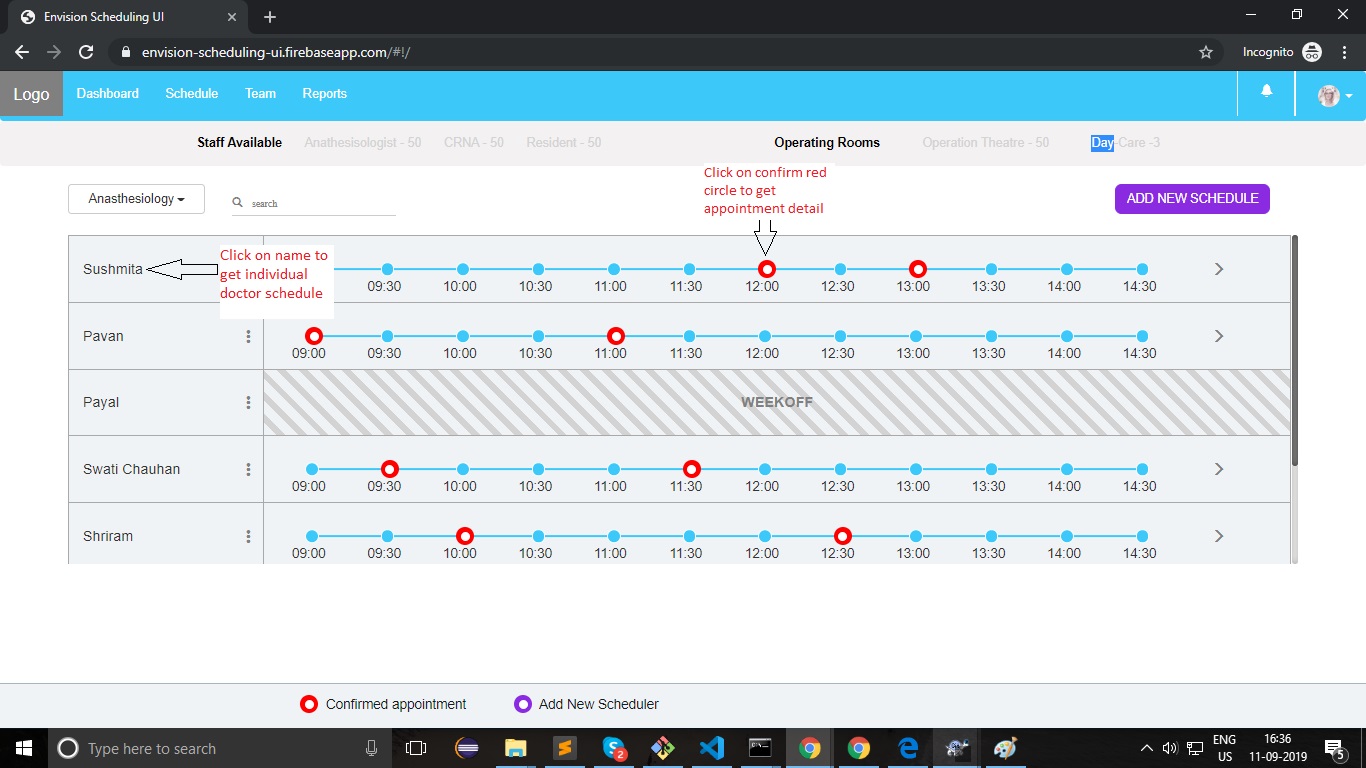 Envision Scheduling UI
envision-scheduling-ui.firebaseapp.com/#!/
Incognito
Logo
Dashboard Schedule Team Reports
Staff Available Anathesisologist - 50 CRNA - 50 Resident - 50 Operating Rooms Operation Theatre - 50 Day-Care -3
Click on confirm red
circle to get
appointment detail
Anasthesiology
search
ADD NEW SCHEDULE
Sushmita
Click on name to
get individual
doctor schedule
09:30 10:00 10:30 11:00 11:30 12:00 12:30 13:00 13:30 14:00 14:30
Pavan
09:00 09:30 10:00 10:30 11:00 11:30 12:00 12:30 13:00 13:30 14:00 14:30
Payal
WEEKOFF
Swati Chauhan
09:00 09:30 10:00 10:30 11:00 11:30 12:00 12:30 13:00 13:30 14:00 14:30
Shriram
09:00 09:30 10:00 10:30 11:00 11:30 12:00 12:30 13:00 13:30 14:00 14:30
Confirmed appointment Add New Scheduler
Type here to search
2
ENG
US
16:36
11-09-2019
5